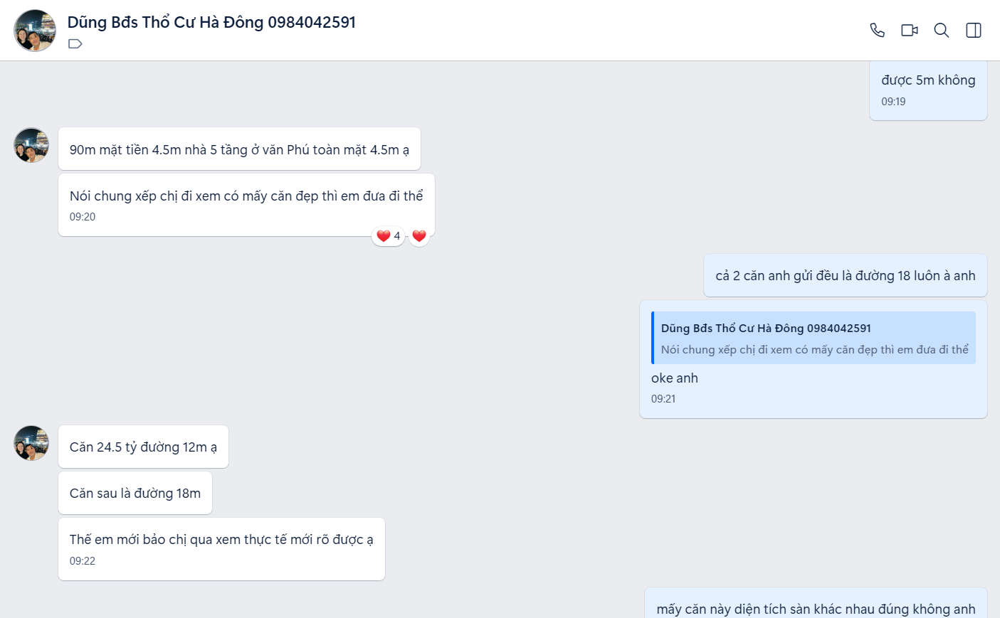 Dũng Bđs Thổ Cư Hà Đông 0984042591
được 5m không
09:19
90m mặt tiền 4.5m nhà 5 tầng ở văn Phú toàn mặt 4.5m ạ
Nói chung xếp chị đi xem có mấy căn đẹp thì em đưa đi thể
09:20
4
cả 2 căn anh gửi đều là đường 18 luôn à anh
Dũng Bđs Thổ Cư Hà Đông 0984042591
Nói chung xếp chị đi xem có mấy căn đẹp thì em đưa đi thể
oke anh
09:21
Căn 24.5 tỷ đường 12m ạ
Căn sau là đường 18m
Thế em mới bảo chị qua xem thực tế mới rõ được ạ
09:22
mấy căn này diện tích sàn khác nhau đúng không anh